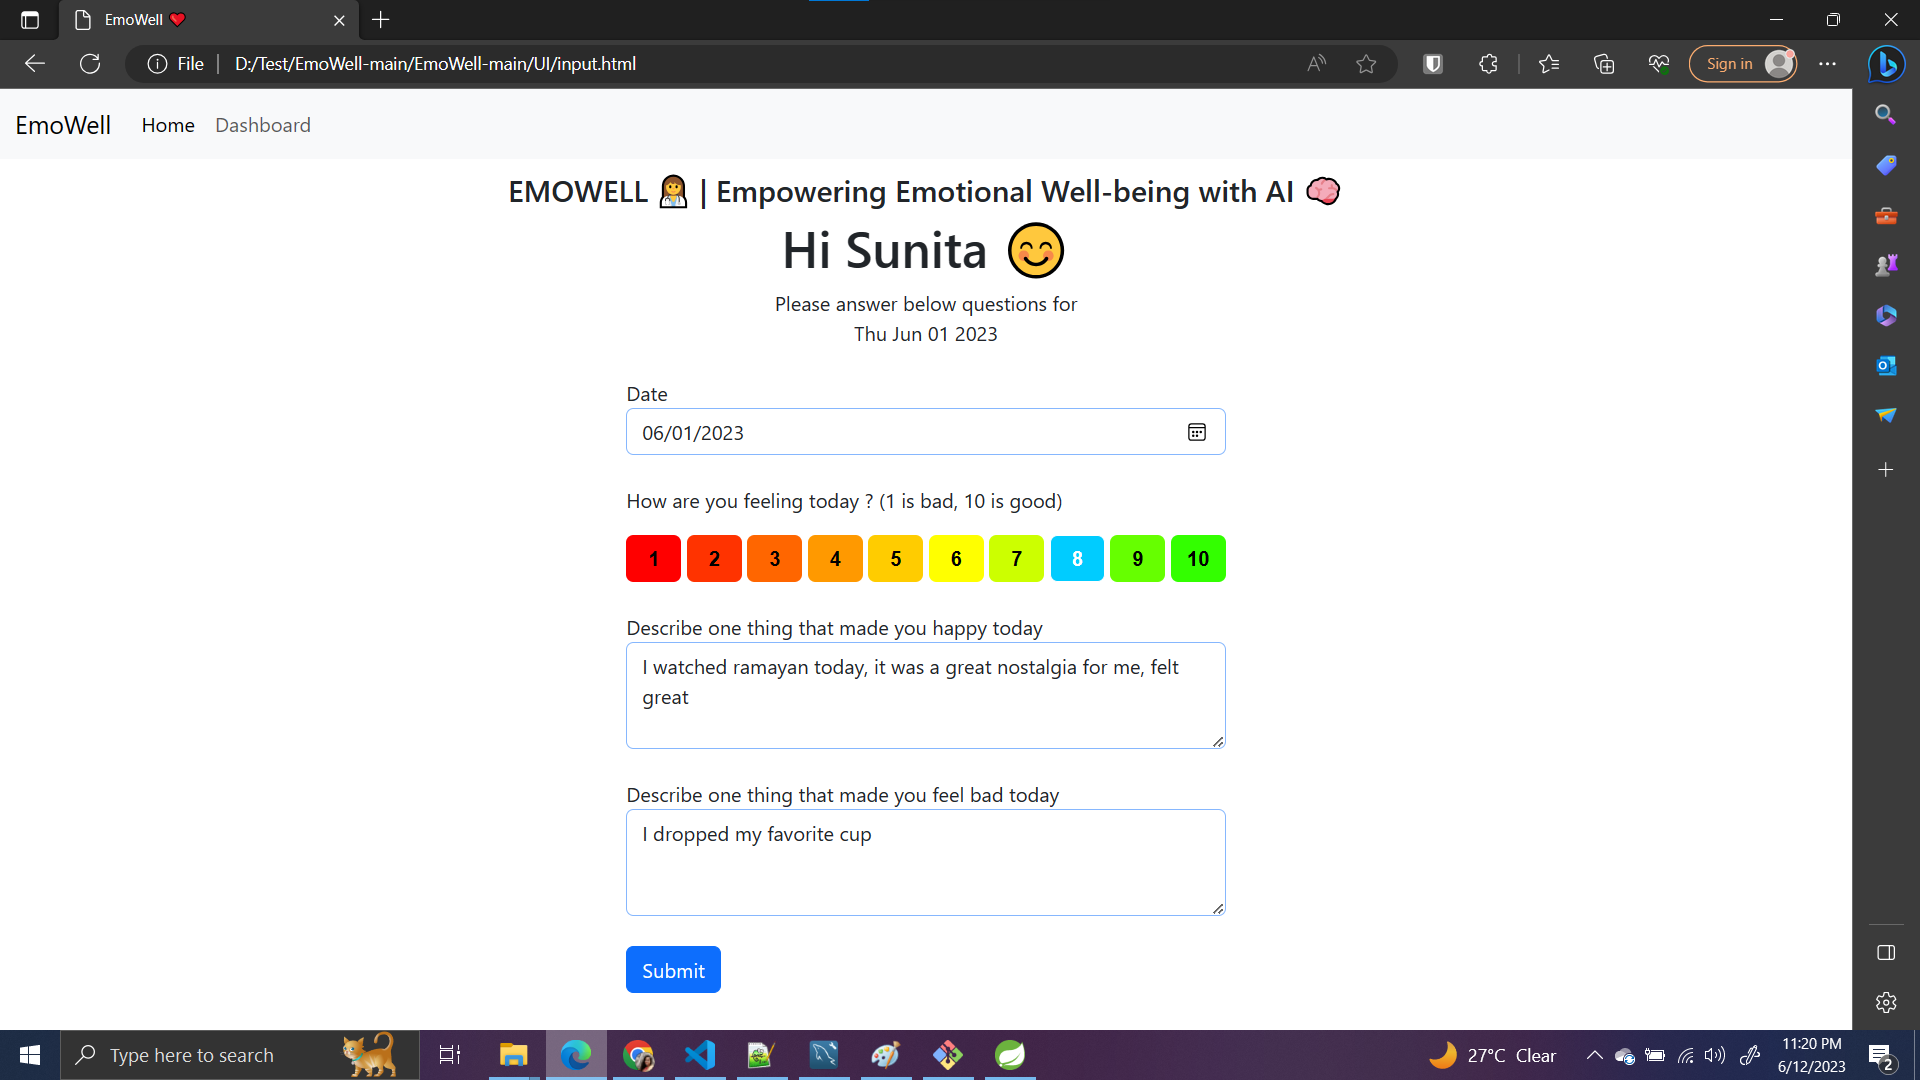 EmoWell
File
D:/Test/EmoWell-main/EmoWell-main/UI/input.html
Sign in
EmoWell Home Dashboard
EMOWELL | Empowering Emotional Well-being with AI
Hi Sunita
Please answer below questions for
Thu Jun 01 2023
Date
06/01/2023
How are you feeling today ? (1 is bad, 10 is good)
1 2 3 4 5 6 7 8 9 10
Describe one thing that made you happy today
I watched ramayan today, it was a great nostalgia for me, felt
great
Describe one thing that made you feel bad today
I dropped my favorite cup
Submit
Type here to search
27°C Clear
11:20 PM
6/12/2023
2